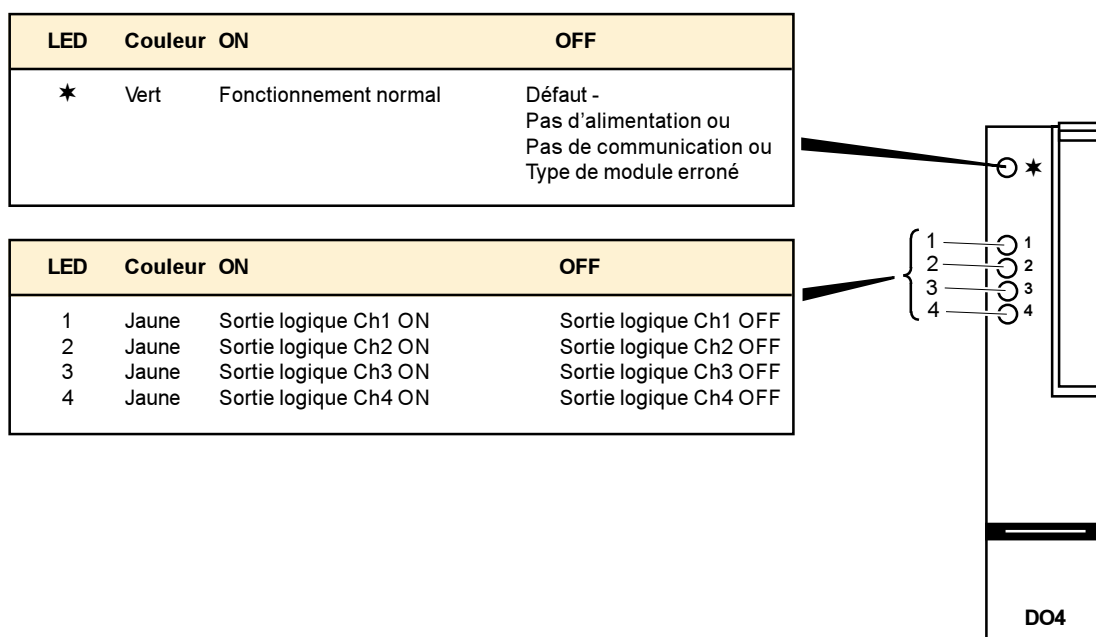 LED Couleur ON OFF
✶ Vert Fonctionnement normal Défaut -
Pas d'alimentation ou
Pas de communication ou
Type de module erroné
✶
LED Couleur ON OFF
1 Jaune Sortie logique Ch1 ON Sortie logique Ch1 OFF
2 Jaune Sortie logique Ch2 ON Sortie logique Ch2 OFF
3 Jaune Sortie logique Ch3 ON Sortie logique Ch3 OFF
4 Jaune Sortie logique Ch4 ON Sortie logique Ch4 OFF
1 1
2 2
3 3
4 4
DO4